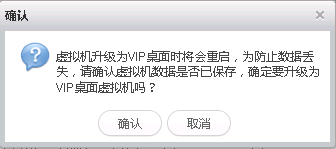 确认
虚拟机升级为VIP桌面时将会重启，为防止数据丢
失，请确认虚拟机数据是否已保存，确定要升级为
VIP桌面虚拟机吗？
确认
取消